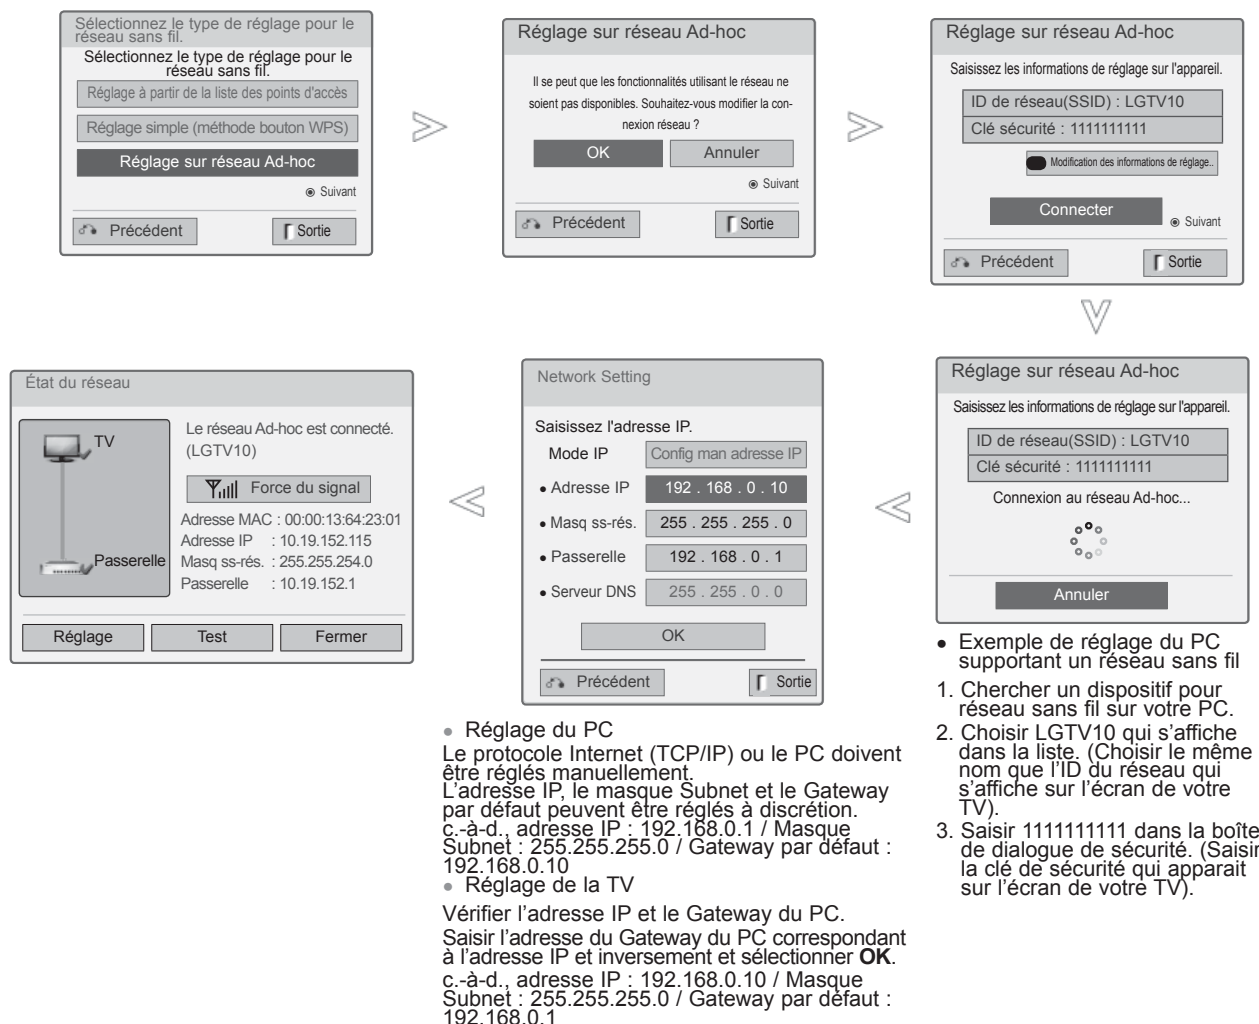 Sélectionnez le type de réglage pour le
réseau sans fil.
Sélectionnez le type de réglage pour le
réseau sans fil.
Réglage à partir de la liste des points d'accès
Réglage simple (méthode bouton WPS)
Réglage sur réseau Ad-hoc
Suivant
Précédent
Sortie
Réglage sur réseau Ad-hoc
Il se peut que les fonctionnalités utilisant le réseau ne
soient pas disponibles. Souhaitez-vous modifier la con-
nexion réseau ?
OK
Annuler
Suivant
Précédent
Sortie
Réglage sur réseau Ad-hoc
Saisissez les informations de réglage sur l'appareil.
ID de réseau(SSID) : LGTV10
Clé sécurité : 1111111111
Modification des informations de réglage..
Connecter
Suivant
Précédent
Sortie
Réglage sur réseau Ad-hoc
Saisissez les informations de réglage sur l'appareil.
ID de réseau(SSID) : LGTV10
Clé sécurité : 1111111111
Connexion au réseau Ad-hoc...
Annuler
• Exemple de réglage du PC
supportant un réseau sans fil
1. Chercher un dispositif pour
réseau sans fil sur votre PC.
2. Choisir LGTV10 qui s’affiche
dans la liste. (Choisir le même
nom que l’ID du réseau qui
s’affiche sur l’écran de votre
TV).
3. Saisir 1111111111 dans la boîte
de dialogue de sécurité. (Saisir
la clé de sécurité qui apparait
sur l’écran de votre TV).
Network Setting
Saisissez l'adresse IP.
Mode IP
Config man adresse IP
• Adresse IP
192 . 168 . 0 . 10
• Masq ss-rés.
255 . 255 . 255 . 0
• Passerelle
192 . 168 . 0 . 1
• Serveur DNS
255 . 255 . 0 . 0
OK
Précédent
Sortie
• Réglage du PC
Le protocole Internet (TCP/IP) ou le PC doivent
être réglés manuellement.
L’adresse IP, le masque Subnet et le Gateway
par défaut peuvent être réglés à discrétion.
c.-à-d., adresse IP : 192.168.0.1 / Masque
Subnet : 255.255.255.0 / Gateway par défaut :
192.168.0.10
• Réglage de la TV
Vérifier l’adresse IP et le Gateway du PC.
Saisir l’adresse du Gateway du PC correspondant
à l’adresse IP et inversement et sélectionner OK.
c.-à-d., adresse IP : 192.168.0.10 / Masque
Subnet : 255.255.255.0 / Gateway par défaut :
192.168.0.1
État du réseau
TV
Passerelle
Le réseau Ad-hoc est connecté.
(LGTV10)
Force du signal
Adresse MAC : 00:00:13:64:23:01
Adresse IP : 10.19.152.115
Masq ss-rés. : 255.255.254.0
Passerelle : 10.19.152.1
Réglage
Test
Fermer